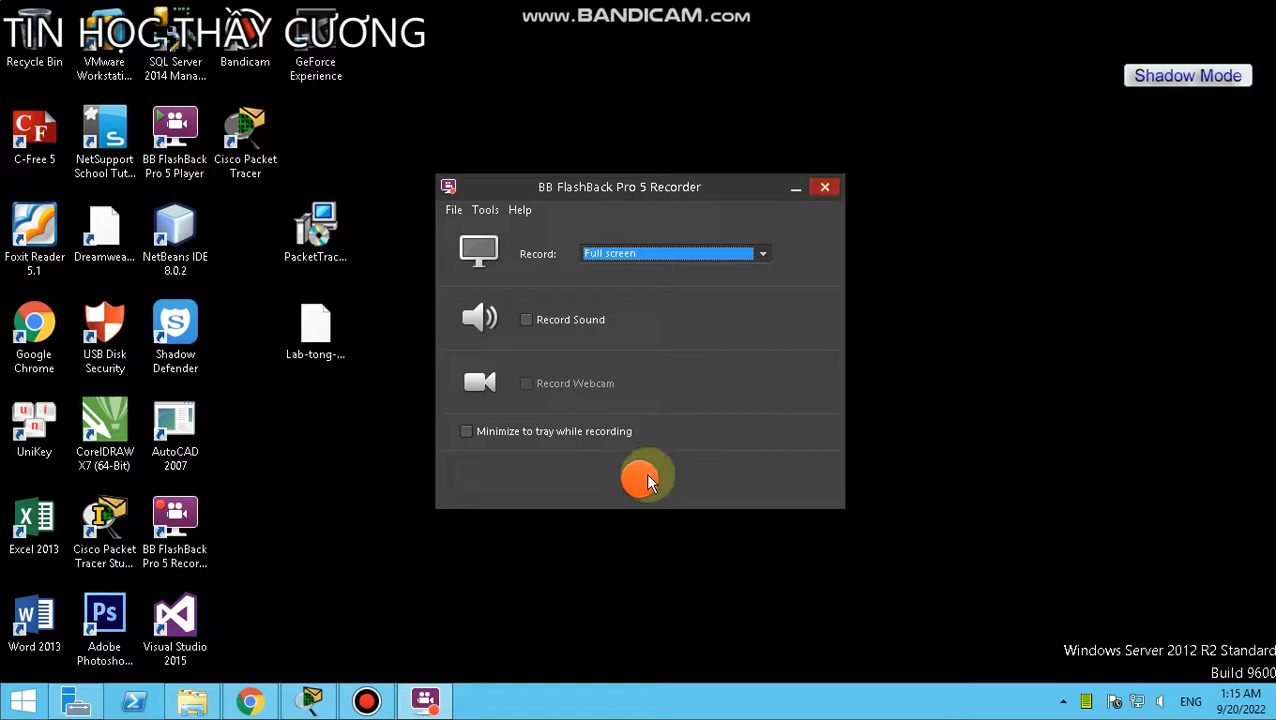 www.BANDICAM.com
TIN HỌC THẦY CƯƠNG
Recycle Bin
VMware
Workstati...
SQL Server
2014 Mana...
Bandicam
GeForce
Experience
Shadow Mode
C-Free 5
NetSupport
School Tut...
BB FlashBack
Pro 5 Player
Cisco Packet
Tracer
BB FlashBack Pro 5 Recorder
File Tools Help
Record: Full screen
Record Sound
Record Webcam
Minimize to tray while recording
Foxit Reader
5.1
Dreamwea...
NetBeans IDE
8.0.2
PacketTrac...
Google
Chrome
USB Disk
Security
Shadow
Defender
Lab-tong-...
UniKey
CorelDRAW
X7 (64-Bit)
AutoCAD
2007
Excel 2013
Cisco Packet
Tracer Stu...
BB FlashBack
Pro 5 Recor...
Word 2013
Adobe
Photosho...
Visual Studio
2015
Windows Server 2012 R2 Standard
Build 9600
ENG
1:15 AM
9/20/2022